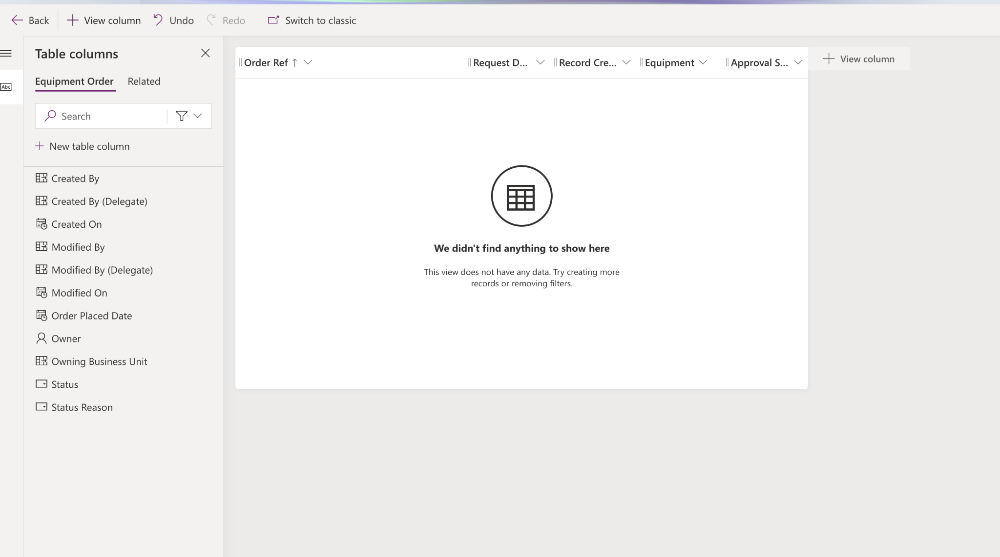 Back
View column
Undo
Redo
Switch to classic
Table columns
Abc
Equipment Order
Related
Search
New table column
Created By
Created By (Delegate)
Created On
Modified By
Modified By (Delegate)
Modified On
Order Placed Date
Owner
Owning Business Unit
Status
Status Reason
Order Ref
Request D...
Record Cre...
Equipment
Approval S...
View column
We didn't find anything to show here
This view does not have any data. Try creating more
records or removing filters.